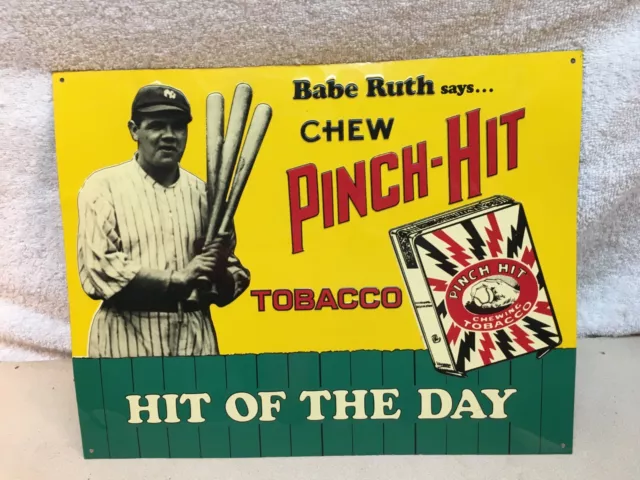 Babe Ruth says...
CHEW
PINCH-HIT
TOBACCO
PINCH HIT
CHEWING
TOBACCO
HIT OF THE DAY